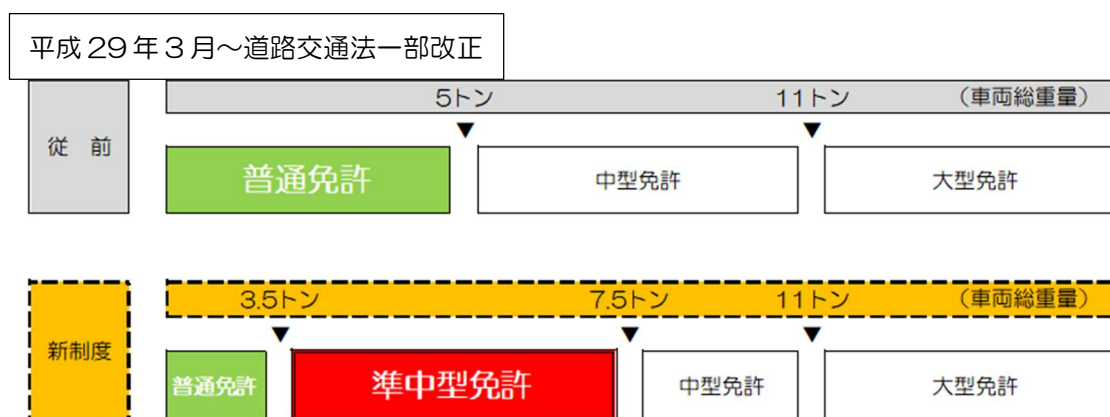 平成29年3月～道路交通法一部改正
5トン 11トン （車両総重量）
従 前
普通免許 中型免許 大型免許
3.5トン 7.5トン 11トン （車両総重量）
新制度
普通免許 準中型免許 中型免許 大型免許